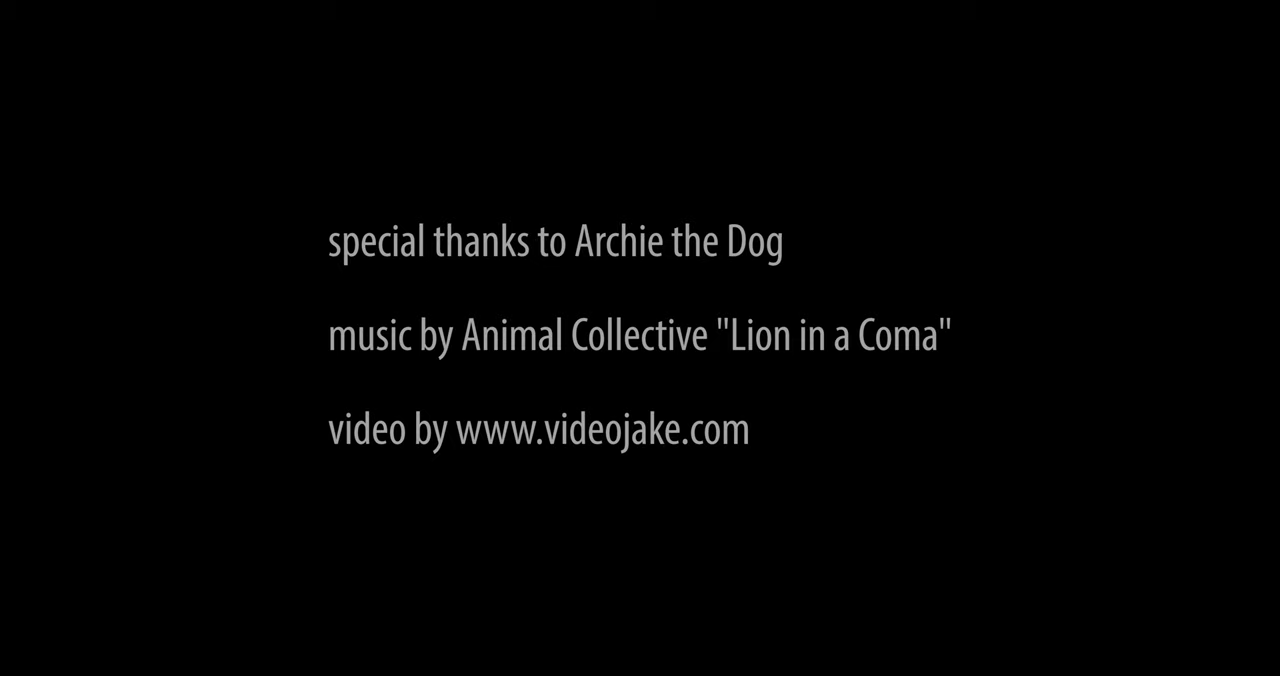 special thanks to Archie the Dog
music by Animal Collective "Lion in a Coma"
video by www.videojake.com